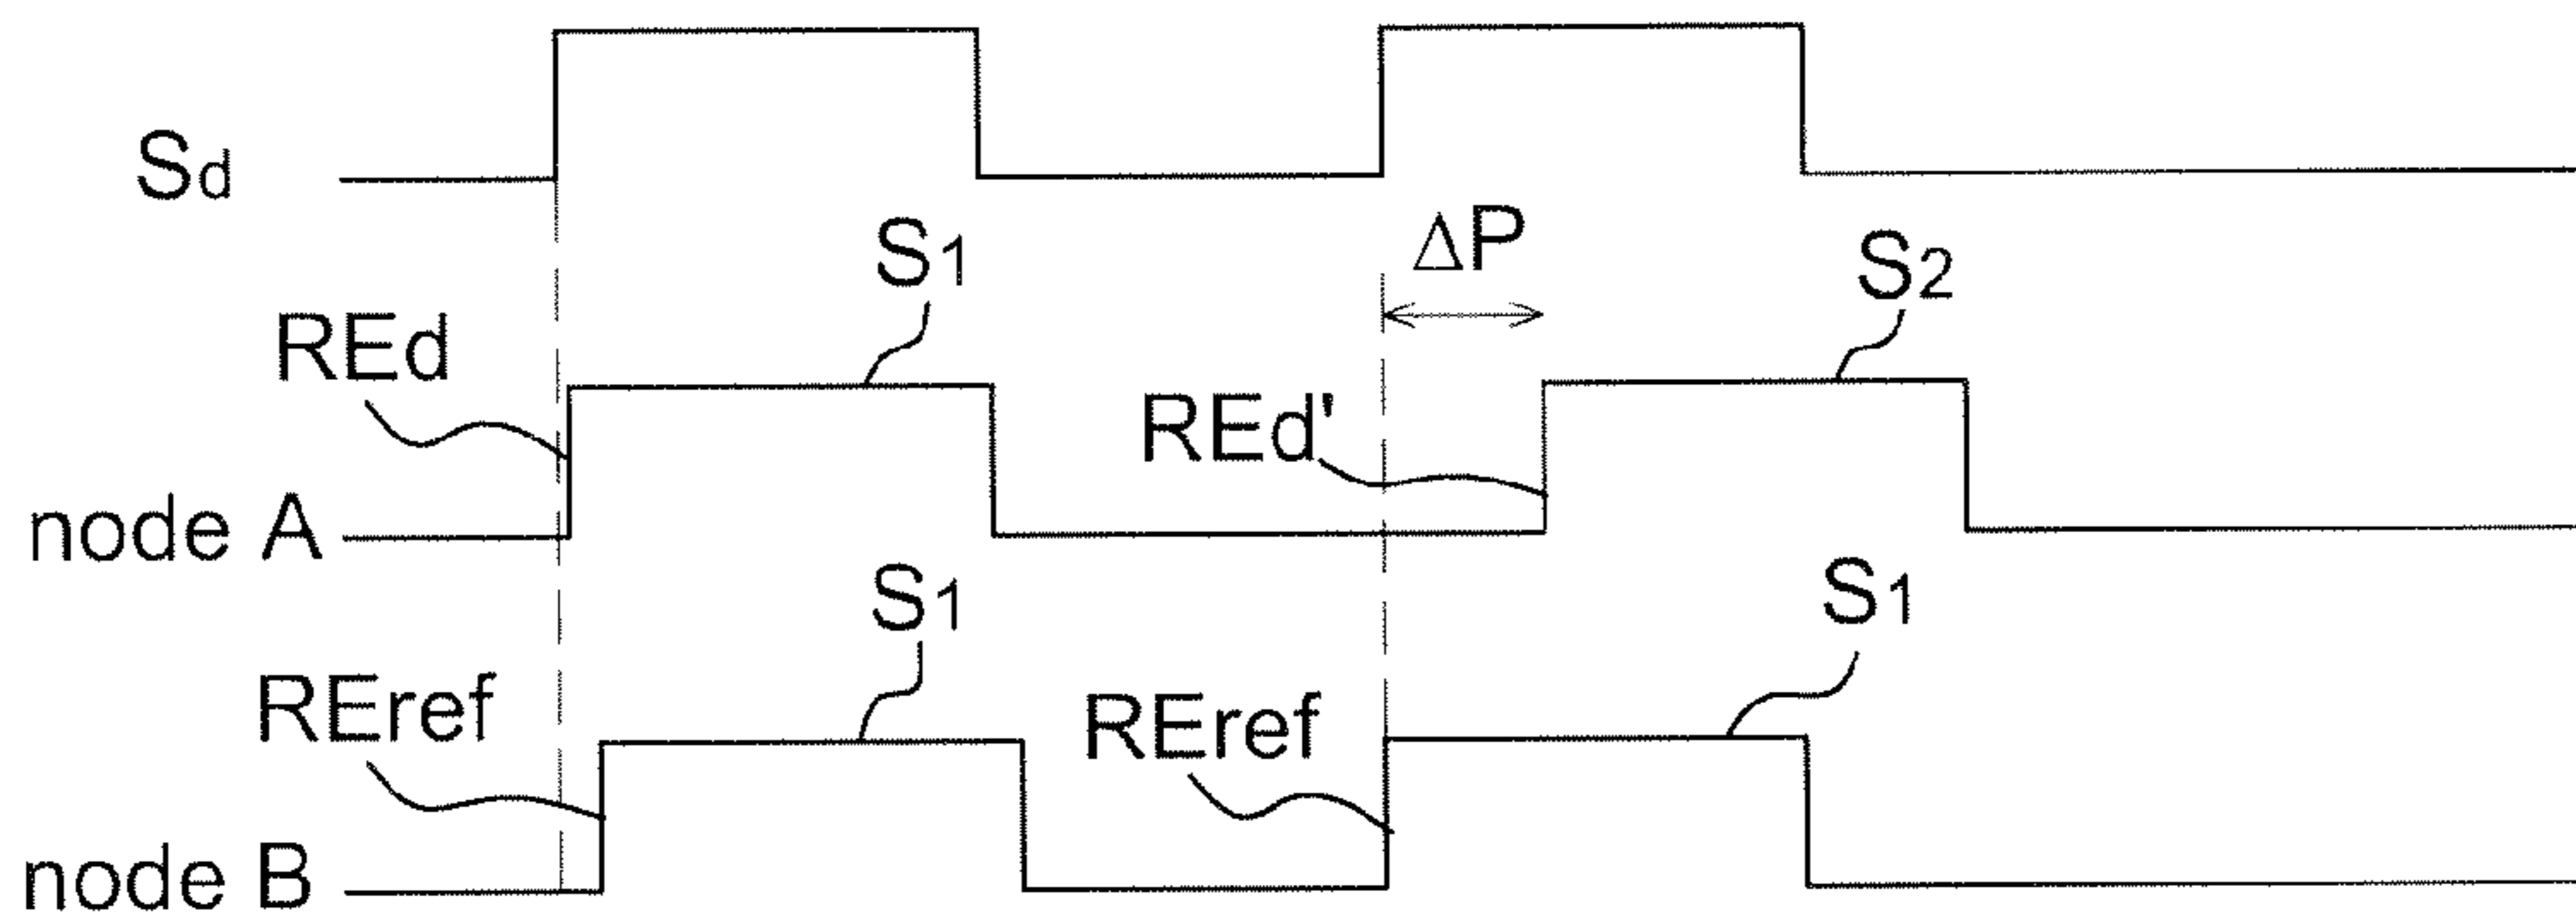 Sd
ΔP
S1
S2
REd
REd'
node A
S1
S1
REref
REref
node B